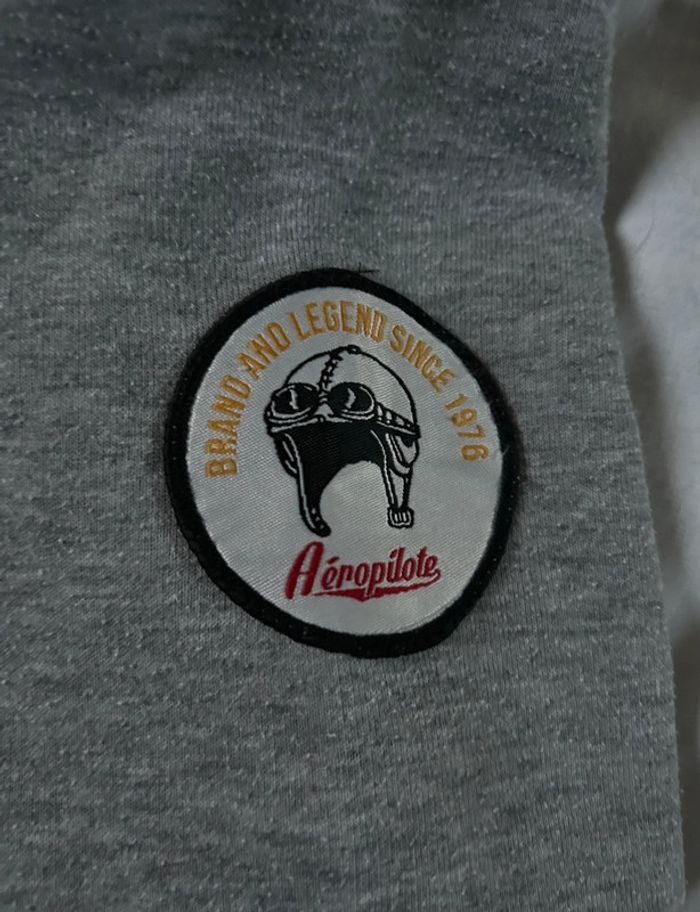 BRAND AND LEGEND SINCE 1976
Aéropilote